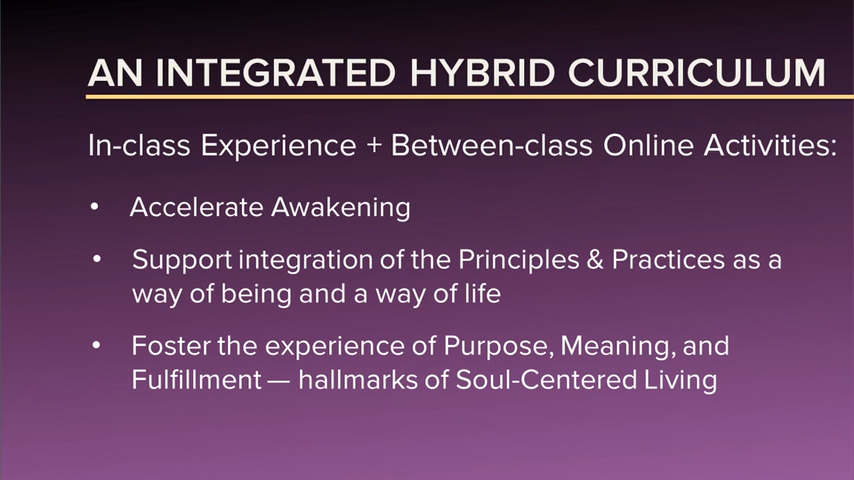 AN INTEGRATED HYBRID CURRICULUM
In-class Experience + Between-class Online Activities:
• Accelerate Awakening
• Support integration of the Principles & Practices as a
way of being and a way of life
• Foster the experience of Purpose, Meaning, and
Fulfillment — hallmarks of Soul-Centered Living